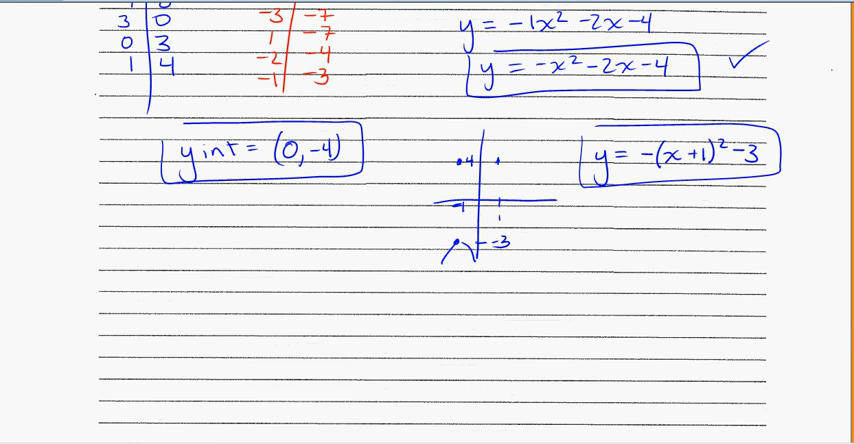 3 0
0 3
1 4
-3 -7
1 -7
-2 -4
-1 -3
y = -1x² -2x -4
y = -x² -2x -4
y int = (0, -4)
4
-1
1
-3
y = -(x+1)² -3